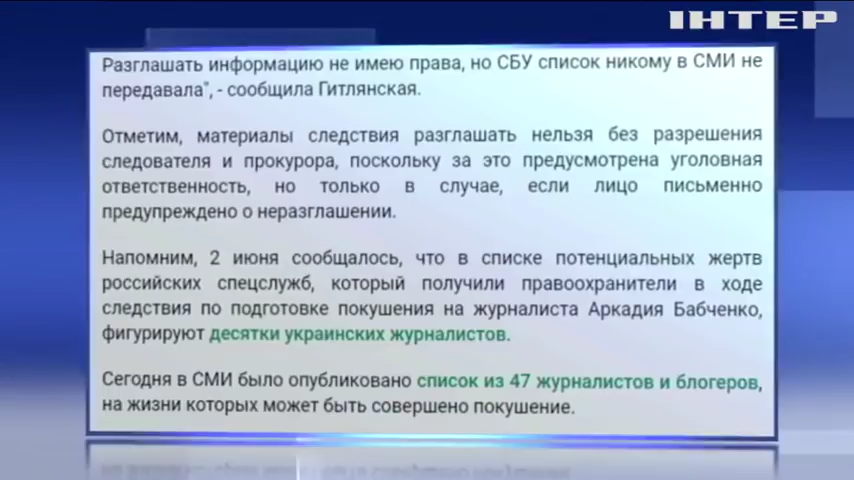 ІНТЕР
Разглашать информацию не имею права, но СБУ список никому в СМИ не
передавала", - сообщила Гитлянская.
Отметим, материалы следствия разглашать нельзя без разрешения
следователя и прокурора, поскольку за это предусмотрена уголовная
ответственность, но только в случае, если лицо письменно
предупреждено о неразглашении.
Напомним, 2 июня сообщалось, что в списке потенциальных жертв
российских спецслужб, который получили правоохранители в ходе
следствия по подготовке покушения на журналиста Аркадия Бабченко,
фигурируют десятки украинских журналистов.
Сегодня в СМИ было опубликовано список из 47 журналистов и блогеров,
на жизни которых может быть совершено покушение.